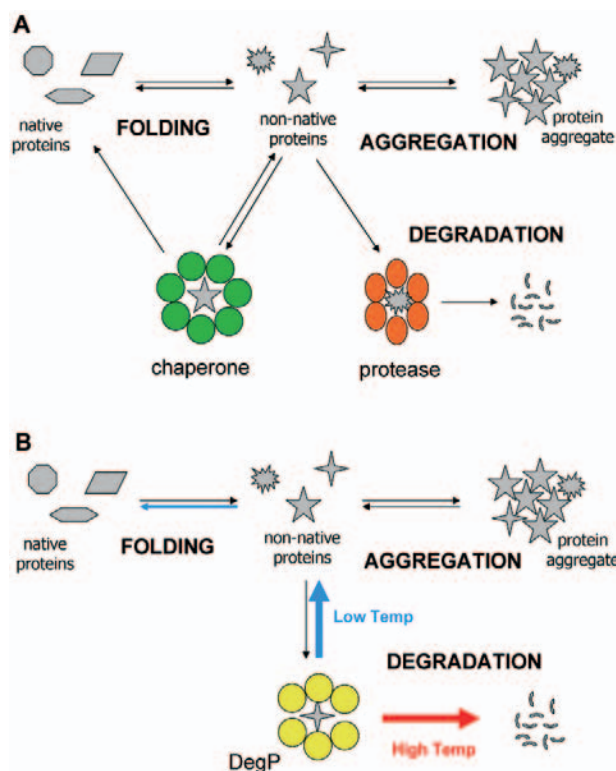 A
native
proteins
FOLDING
non-native
proteins
AGGREGATION
protein
aggregate
DEGRADATION
chaperone
protease
B
native
proteins
FOLDING
non-native
proteins
AGGREGATION
protein
aggregate
Low Temp
DEGRADATION
DegP
High Temp